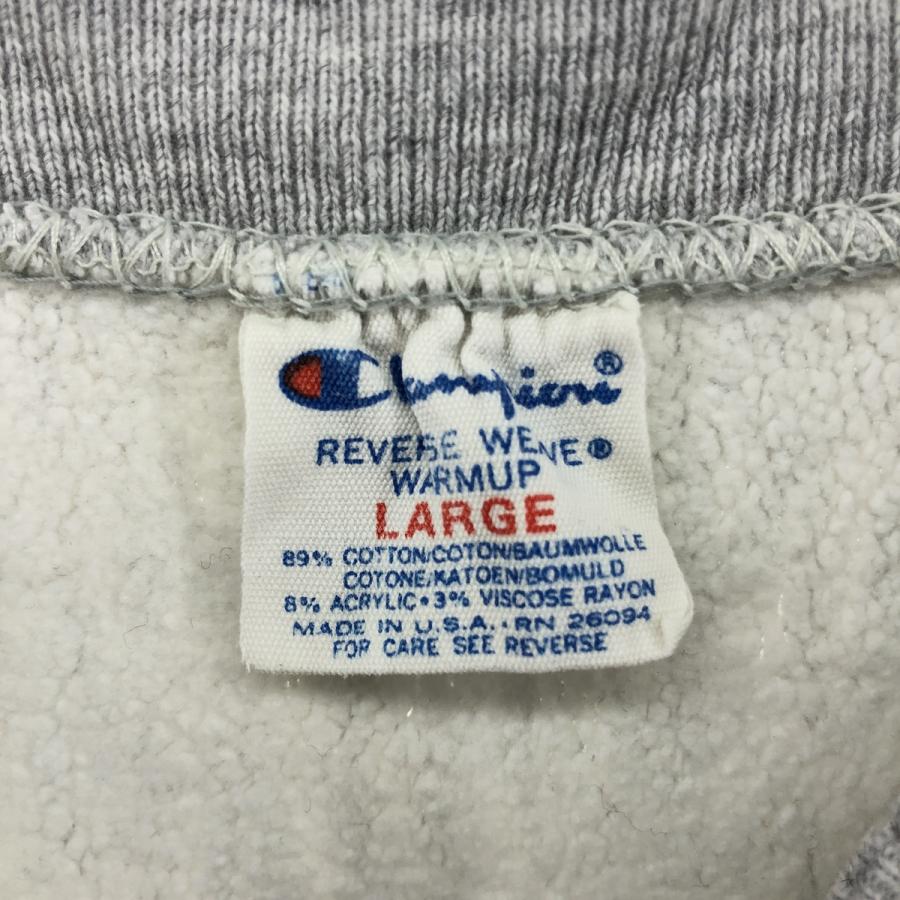 Champion®
REVERSE WEAVE®
WARMUP
LARGE
89% COTTON/COTON/BAUMWOLLE
COTONE/KATOEN/BOMULD
8% ACRYLIC • 3% VISCOSE RAYON
MADE IN U.S.A. • RN 26094
FOR CARE SEE REVERSE